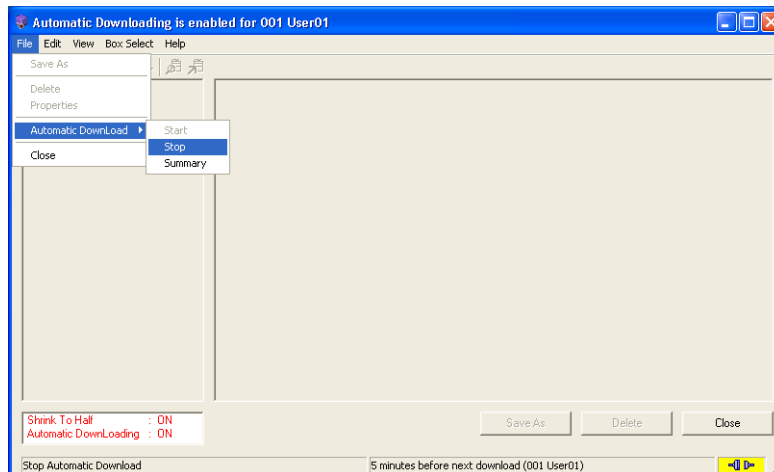 Automatic Downloading is enabled for 001 User01
File Edit View Box Select Help
Save As
Delete
Properties
Automatic DownLoad
Start
Stop
Summary
Close
Shrink To Half : ON
Automatic DownLoading : ON
Save As Delete Close
Stop Automatic Download 5 minutes before next download (001 User01)